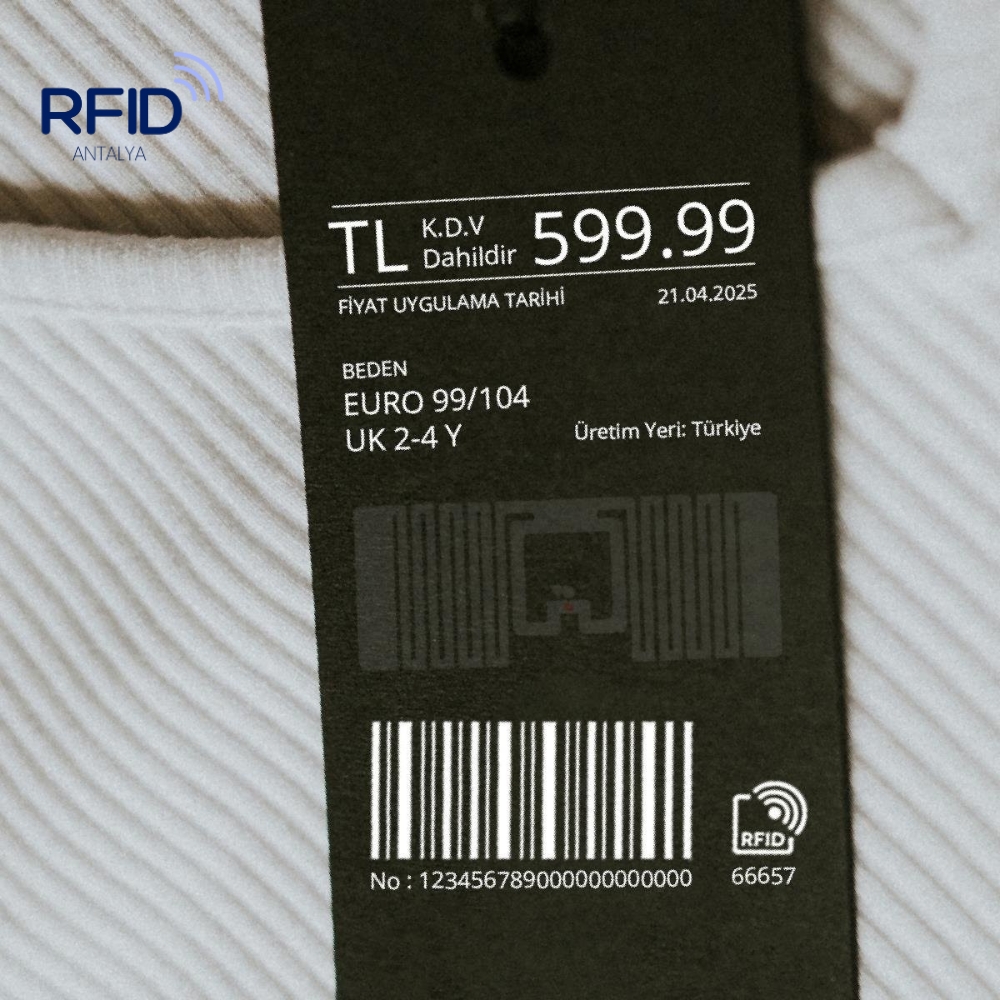 RFID
ANTALYA
TL K.D.V Dahildir 599.99
FİYAT UYGULAMA TARİHİ 21.04.2025
BEDEN
EURO 99/104
UK 2-4 Y
Üretim Yeri: Türkiye
RFID
No : 123456789000000000000
66657